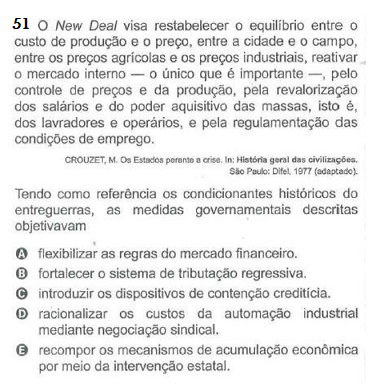 51 O New Deal visa restabelecer o equilíbrio entre o
custo de produção e o preço, entre a cidade e o campo,
entre os preços agrícolas e os preços industriais, reativar
o mercado interno — o único que é importante —, pelo
controle de preços e da produção, pela revalorização
dos salários e do poder aquisitivo das massas, isto é,
dos lavradores e operários, e pela regulamentação das
condições de emprego.
CROUZET, M. Os Estados perante a crise. In: História geral das civilizações.
São Paulo: Difel, 1977 (adaptado).
Tendo como referência os condicionantes históricos do
entreguerras, as medidas governamentais descritas
objetivavam
A flexibilizar as regras do mercado financeiro.
B fortalecer o sistema de tributação regressiva.
C introduzir os dispositivos de contenção creditícia.
D racionalizar os custos da automação industrial
mediante negociação sindical.
E recompor os mecanismos de acumulação econômica
por meio da intervenção estatal.